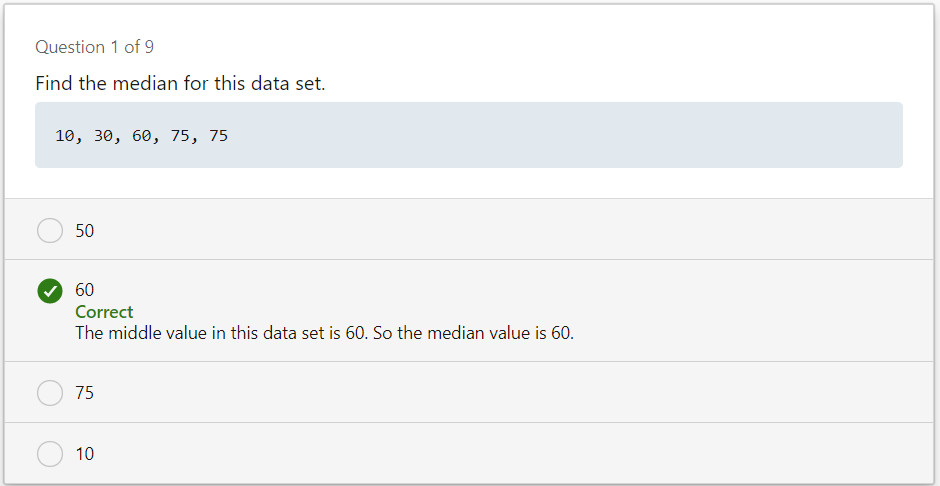 Question 1 of 9
Find the median for this data set.
10, 30, 60, 75, 75
50
60
Correct
The middle value in this data set is 60. So the median value is 60.
75
10